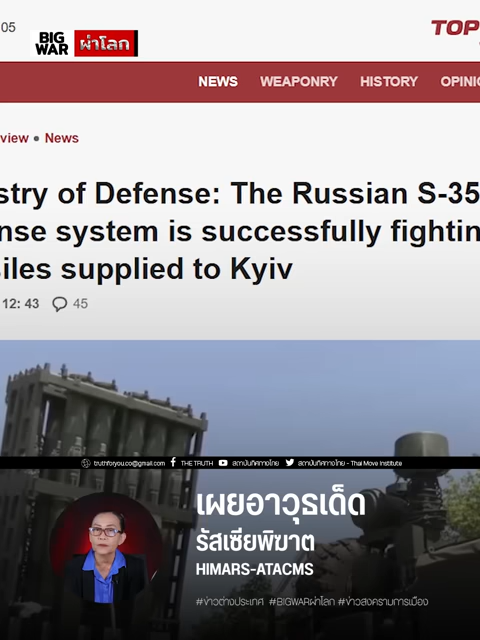 05
BIG
WAR
ผ่าโลก
TOP
NEWS WEAPONRY HISTORY OPINI
view • News
stry of Defense: The Russian S-35
nse system is successfully fightin
siles supplied to Kyiv
12: 43 45
truthforyou.co@gmail.com THE TRUTH สถาบันทิศทางไทย สถาบันทิศทางไทย - Thai Move Institute
เผยอาวุธเด็ด
รัสเซียพิฆาต
HIMARS-ATACMS
#ข่าวต่างประเทศ #BIGWARผ่าโลก #ข่าวสงครามการเมือง